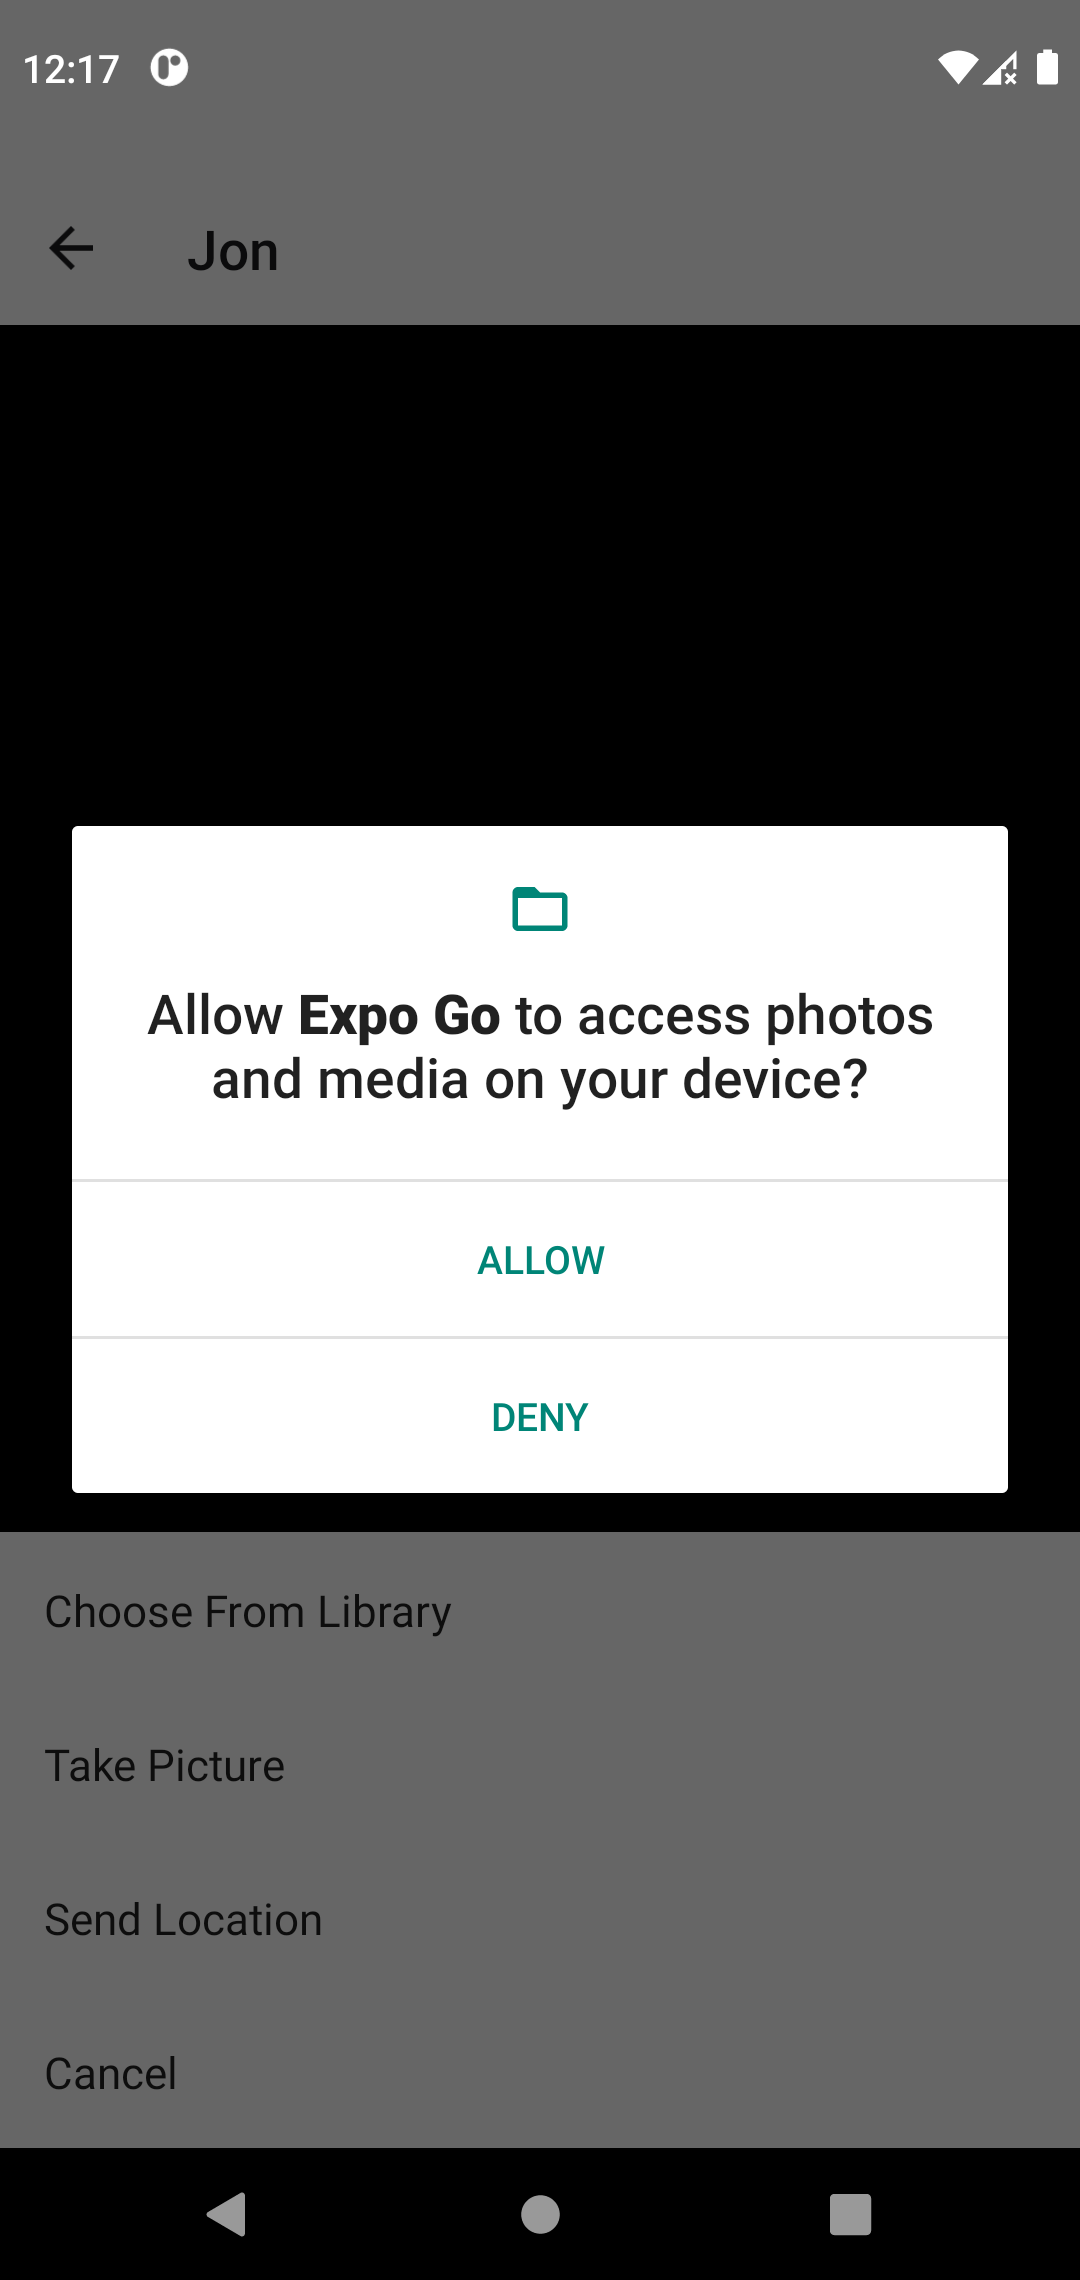 12:17
Jon
Allow Expo Go to access photos
and media on your device?
ALLOW
DENY
Choose From Library
Take Picture
Send Location
Cancel